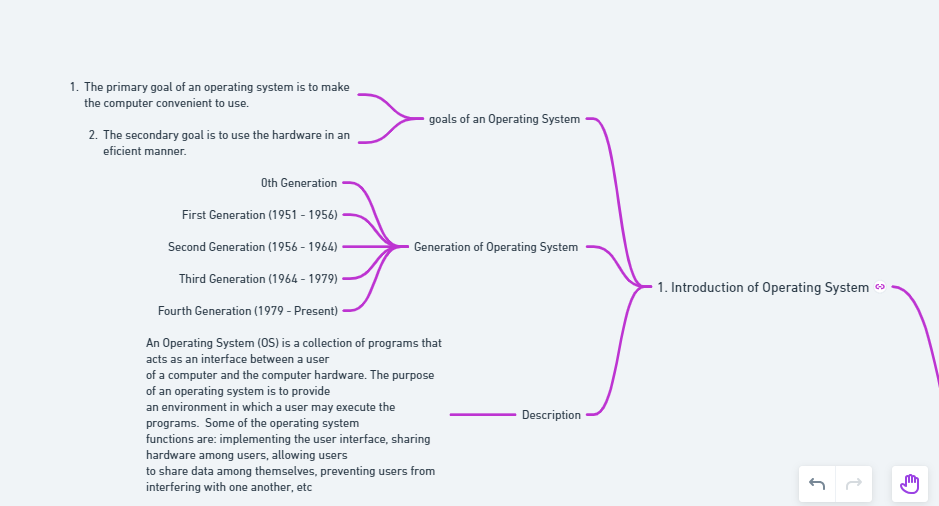 1. The primary goal of an operating system is to make
the computer convenient to use.
goals of an Operating System
2. The secondary goal is to use the hardware in an
eficient manner.
0th Generation
First Generation (1951 - 1956)
Second Generation (1956 - 1964)
Generation of Operating System
Third Generation (1964 - 1979)
1. Introduction of Operating System
Fourth Generation (1979 - Present)
An Operating System (OS) is a collection of programs that
acts as an interface between a user
of a computer and the computer hardware. The purpose
of an operating system is to provide
an environment in which a user may execute the
programs. Some of the operating system
functions are: implementing the user interface, sharing
hardware among users, allowing users
to share data among themselves, preventing users from
interfering with one another, etc
Description